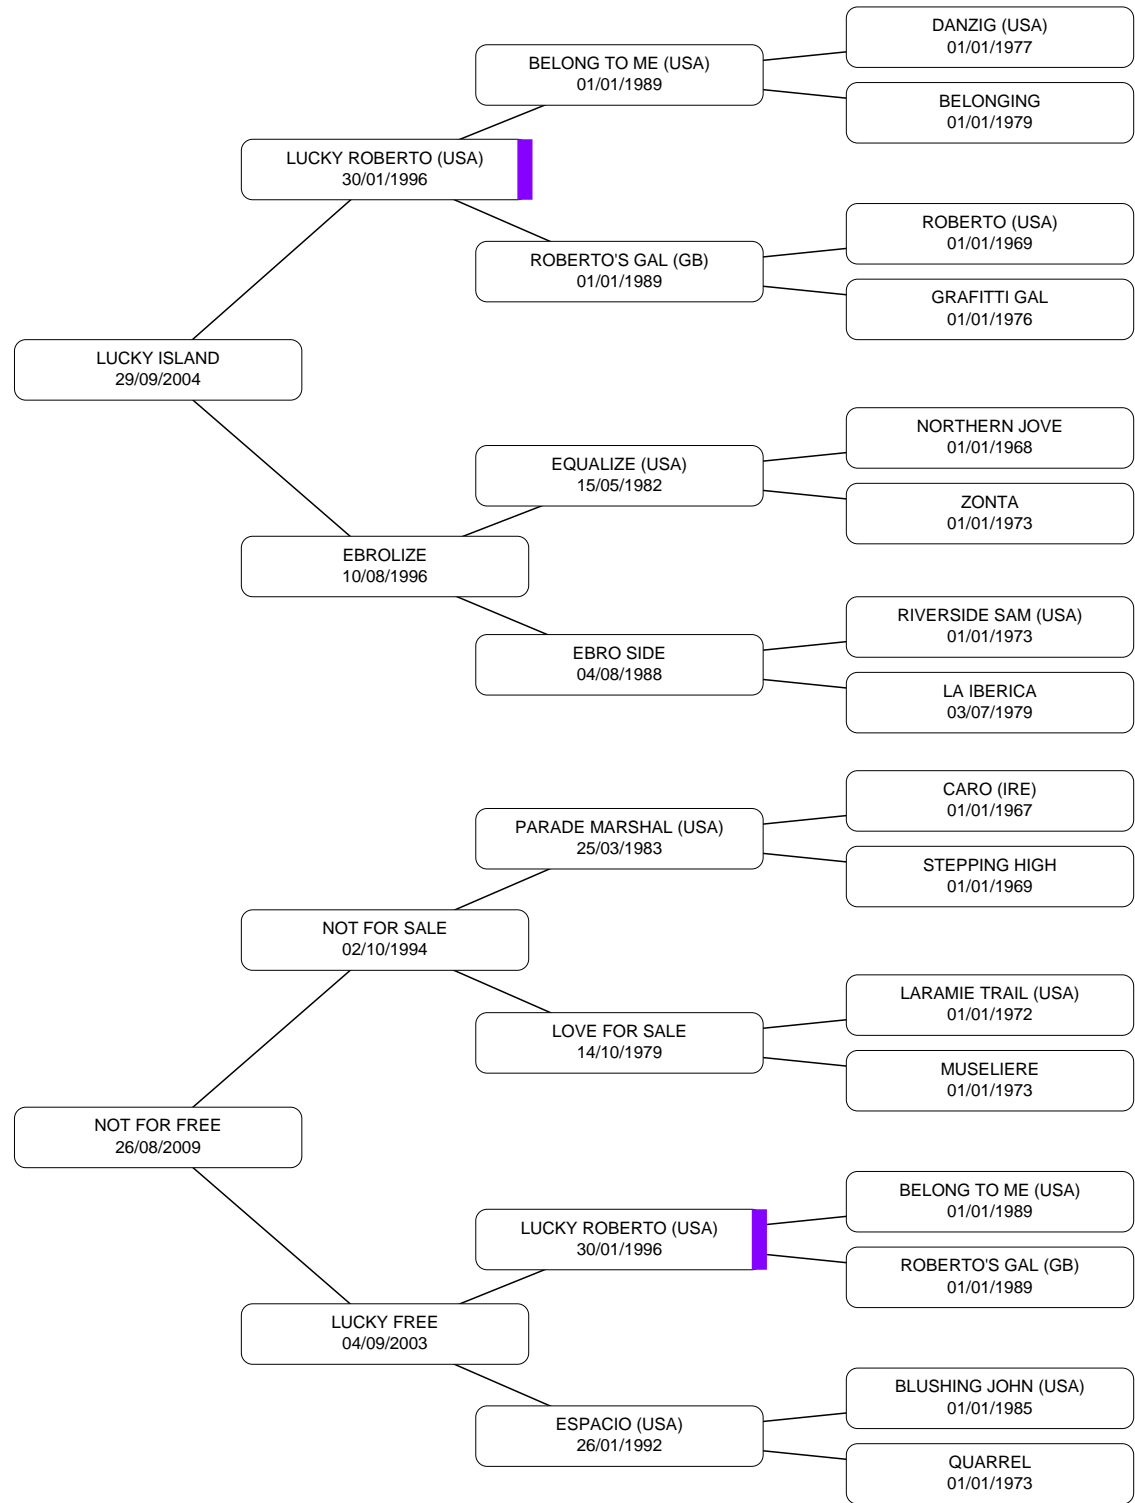 DANZIG (USA)
01/01/1977
BELONG TO ME (USA)
01/01/1989
BELONGING
01/01/1979
LUCKY ROBERTO (USA)
30/01/1996
ROBERTO (USA)
01/01/1969
ROBERTO'S GAL (GB)
01/01/1989
GRAFITTI GAL
01/01/1976
LUCKY ISLAND
29/09/2004
NORTHERN JOVE
01/01/1968
EQUALIZE (USA)
15/05/1982
ZONTA
01/01/1973
EBROLIZE
10/08/1996
RIVERSIDE SAM (USA)
01/01/1973
EBRO SIDE
04/08/1988
LA IBERICA
03/07/1979
CARO (IRE)
01/01/1967
PARADE MARSHAL (USA)
25/03/1983
STEPPING HIGH
01/01/1969
NOT FOR SALE
02/10/1994
LARAMIE TRAIL (USA)
01/01/1972
LOVE FOR SALE
14/10/1979
MUSELIERE
01/01/1973
NOT FOR FREE
26/08/2009
BELONG TO ME (USA)
01/01/1989
LUCKY ROBERTO (USA)
30/01/1996
ROBERTO'S GAL (GB)
01/01/1989
LUCKY FREE
04/09/2003
BLUSHING JOHN (USA)
01/01/1985
ESPACIO (USA)
26/01/1992
QUARREL
01/01/1973